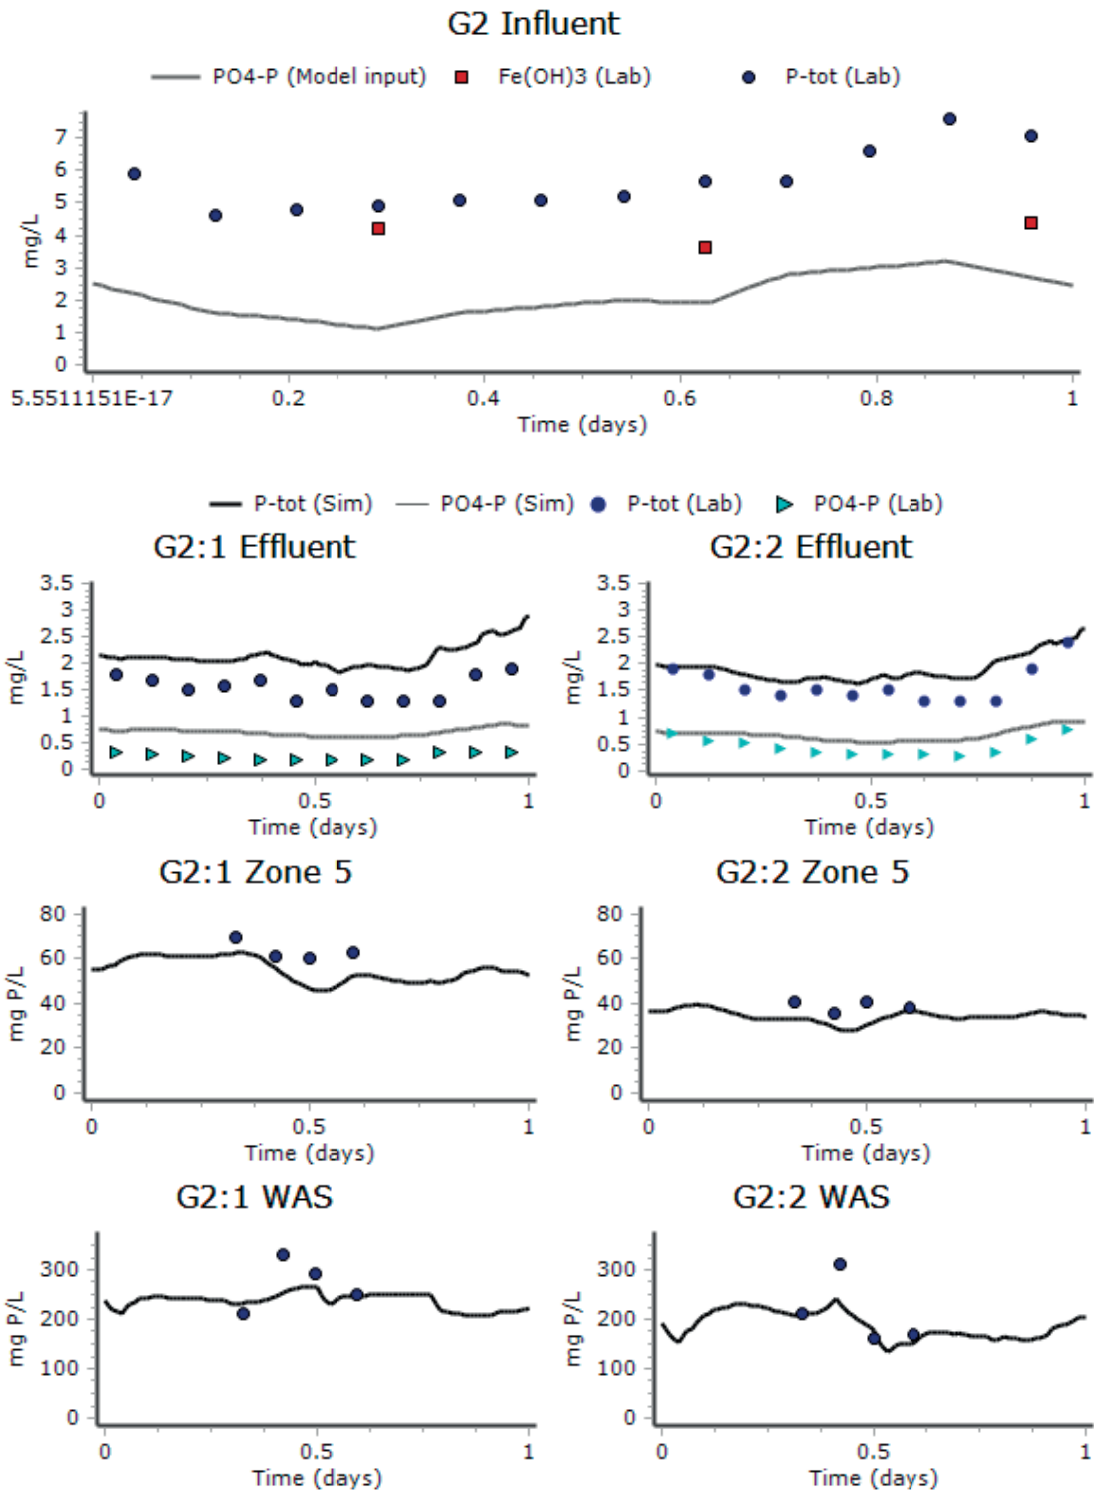 G2 Influent
PO4-P (Model input) Fe(OH)3 (Lab) P-tot (Lab)
7
6
5
4
3
2
1
0
mg/L
5.5511151E-17 0.2 0.4 0.6 0.8 1
Time (days)
P-tot (Sim) PO4-P (Sim) P-tot (Lab) PO4-P (Lab)
G2:1 Effluent
3.5
3
2.5
2
1.5
1
0.5
0
mg/L
0 0.5 1
Time (days)
G2:2 Effluent
3.5
3
2.5
2
1.5
1
0.5
0
mg/L
0 0.5 1
Time (days)
G2:1 Zone 5
80
60
40
20
0
mg P/L
0 0.5 1
Time (days)
G2:2 Zone 5
80
60
40
20
0
mg P/L
0 0.5 1
Time (days)
G2:1 WAS
300
200
100
0
mg P/L
0 0.5 1
Time (days)
G2:2 WAS
300
200
100
0
mg P/L
0 0.5 1
Time (days)